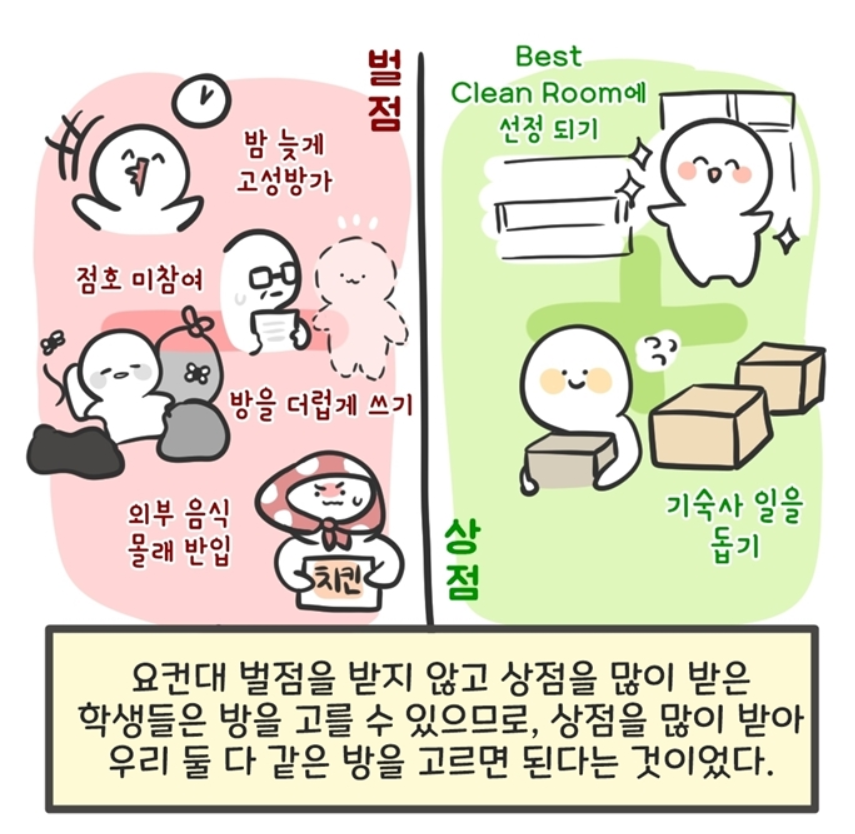 벌
점
밤 늦게
고성방가
점호 미참여
방을 더럽게 쓰기
외부 음식
몰래 반입
치킨
Best
Clean Room에
선정 되기
기숙사 일을
돕기
상
점
요컨대 벌점을 받지 않고 상점을 많이 받은
학생들은 방을 고를 수 있으므로, 상점을 많이 받아
우리 둘 다 같은 방을 고르면 된다는 것이었다.